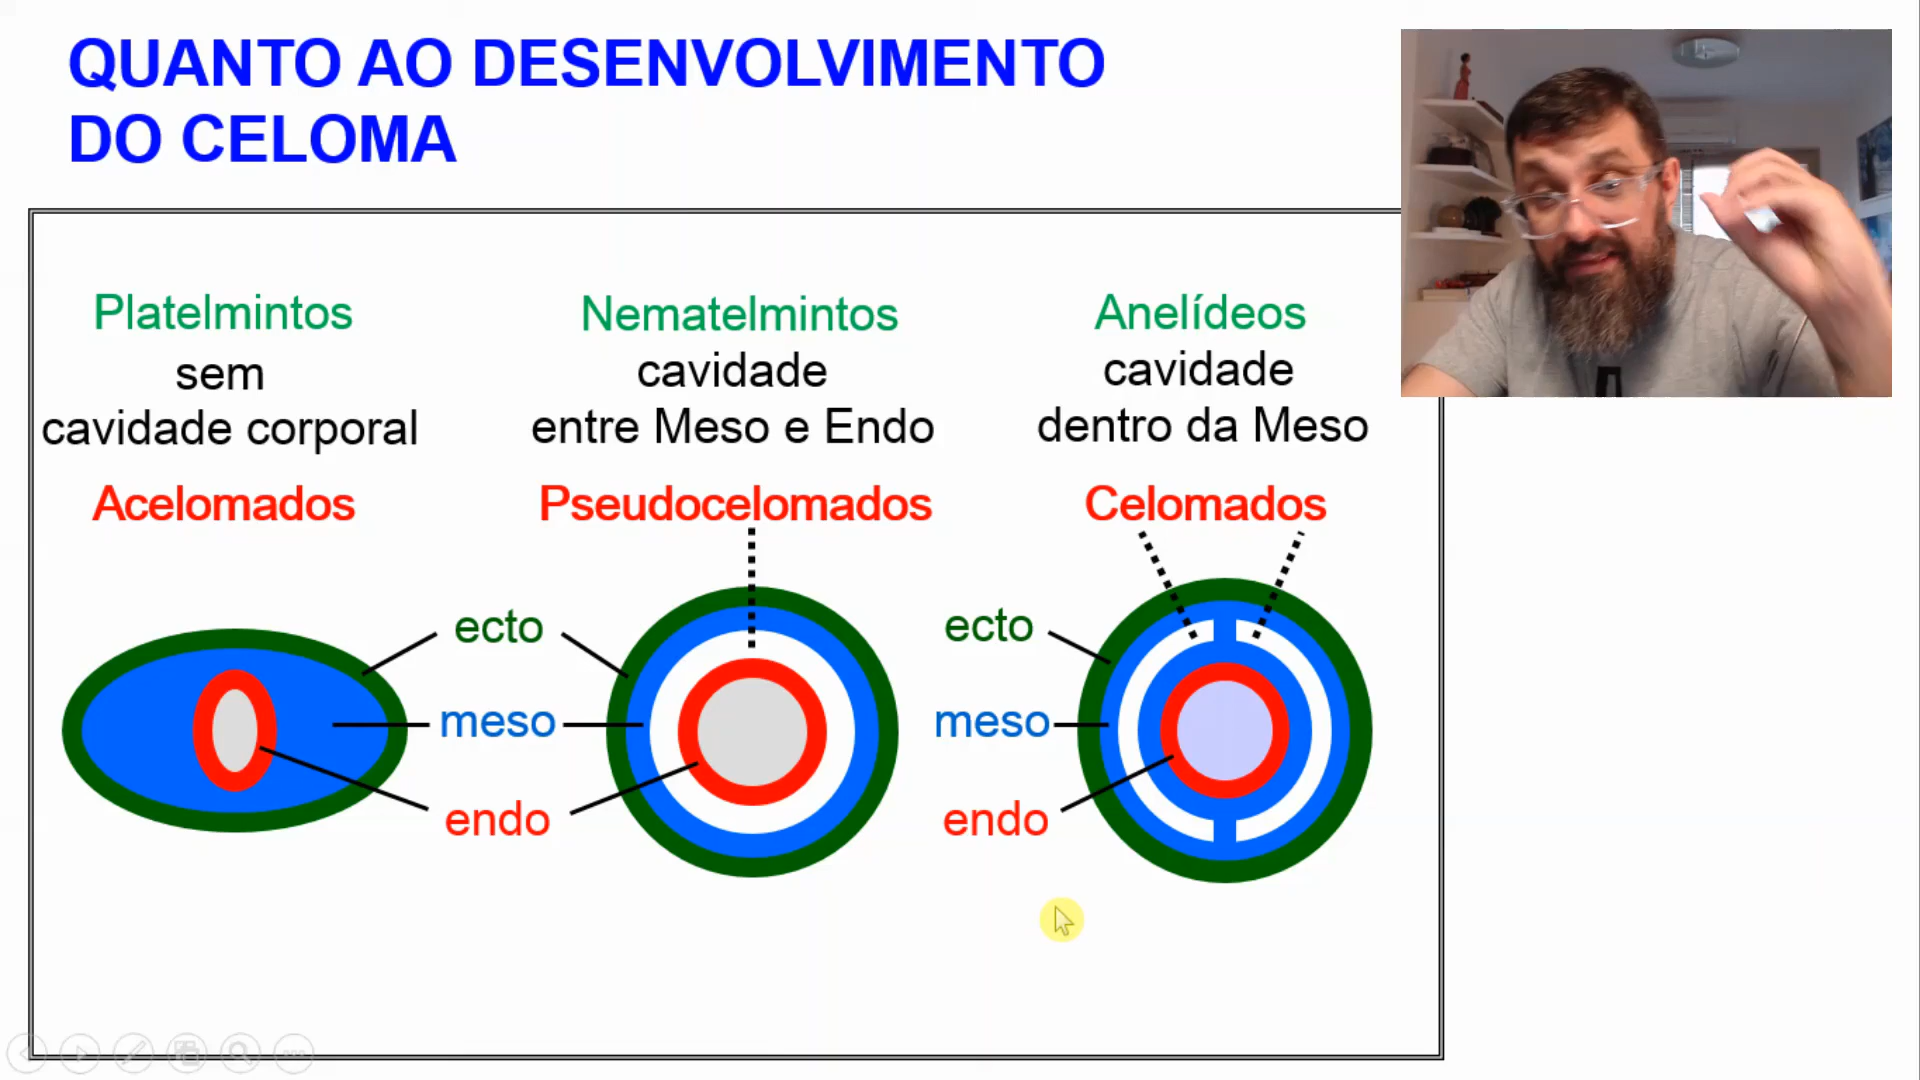 QUANTO AO DESENVOLVIMENTO
DO CELOMA
Platelmintos
sem
cavidade corporal
Acelomados
Nematelmintos
cavidade
entre Meso e Endo
Pseudocelomados
Anelídeos
cavidade
dentro da Meso
Celomados
ecto
meso
endo
ecto
meso
endo